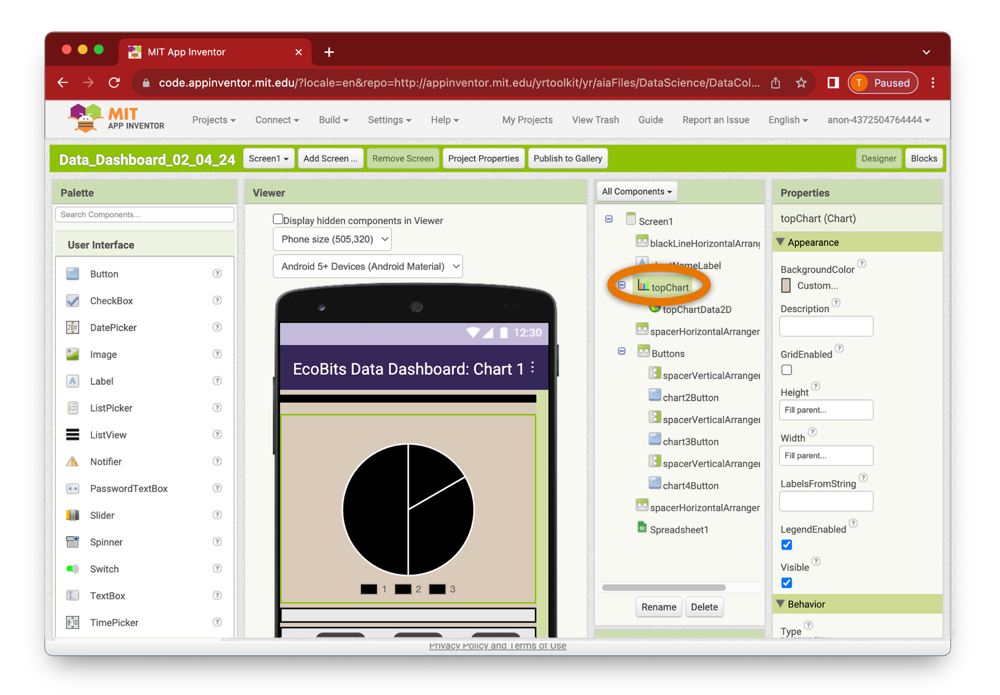 MIT App Inventor
code.appinventor.mit.edu/?locale=en&repo=http://appinventor.mit.edu/yrtoolkit/yr/aiaFiles/DataScience/DataCol...
T Paused
MIT
APP INVENTOR
Projects
Connect
Build
Settings
Help
My Projects
View Trash
Guide
Report an Issue
English
anon-4372504764444
Data_Dashboard_02_04_24
Screen1
Add Screen ...
Remove Screen
Project Properties
Publish to Gallery
Designer
Blocks
Palette
Search Components...
User Interface
Button
CheckBox
DatePicker
Image
Label
ListPicker
ListView
Notifier
PasswordTextBox
Slider
Spinner
Switch
TextBox
TimePicker
Viewer
Display hidden components in Viewer
Phone size (505,320)
Android 5+ Devices (Android Material)
12:30
EcoBits Data Dashboard: Chart 1
1 2 3
All Components
Screen1
blackLineHorizontalArrang
chartNameLabel
topChart
topChartData2D
spacerHorizontalArranger
Buttons
spacerVerticalArranger
chart2Button
spacerVerticalArranger
chart3Button
spacerVerticalArranger
chart4Button
spacerHorizontalArranger
Spreadsheet1
Rename
Delete
Properties
topChart (Chart)
Appearance
BackgroundColor
Custom...
Description
GridEnabled
Height
Fill parent...
Width
Fill parent...
LabelsFromString
LegendEnabled
Visible
Behavior
Type
Privacy Policy and Terms of Use